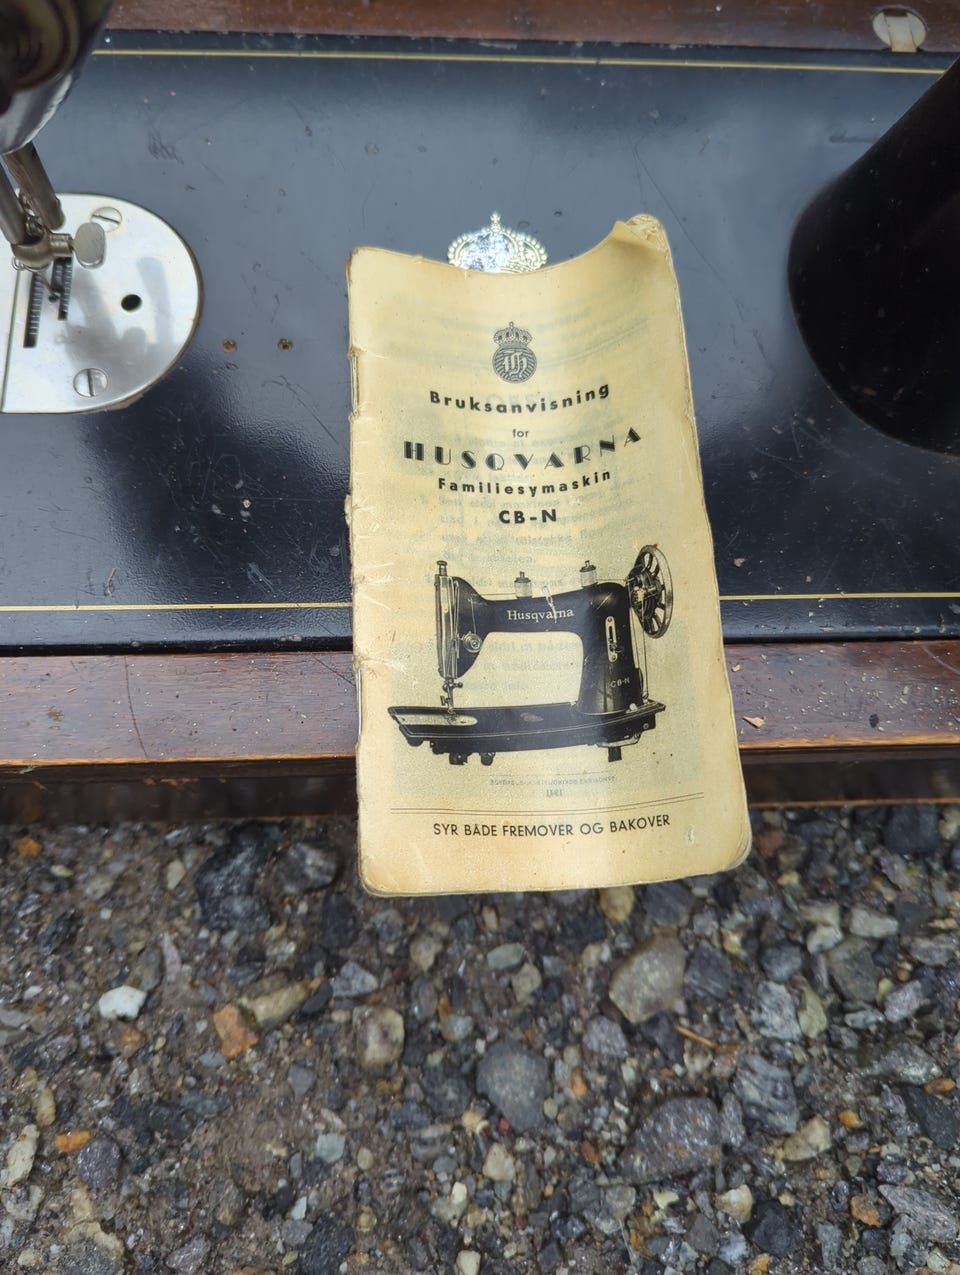 Bruksanvisning
for
HUSQVARNA
Familiesymaskin
CB-N
Husqvarna
CB-N
SYR BÅDE FREMOVER OG BAKOVER